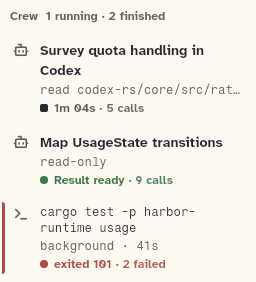 Crew 1 running · 2 finished
Survey quota handling in
Codex
read codex-rs/core/src/rat…
1m 04s · 5 calls
Map UsageState transitions
read-only
Result ready · 9 calls
cargo test -p harbor-
runtime usage
background · 41s
exited 101 · 2 failed